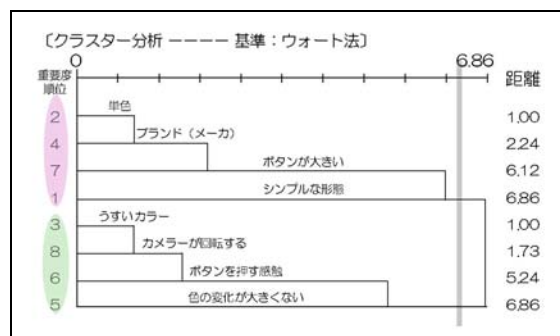 〔クラスター分析 ーーーー 基準：ウォート法〕
0 6.86
重要度 距離
順位
単色
2 1.00
ブランド（メーカ）
4 2.24
ボタンが大きい
7 6.12
シンプルな形態
1 6.86
うすいカラー
3 1.00
カメラーが回転する
8 1.73
ボタンを押す感触
6 5.24
色の変化が大きくない
5 6.86